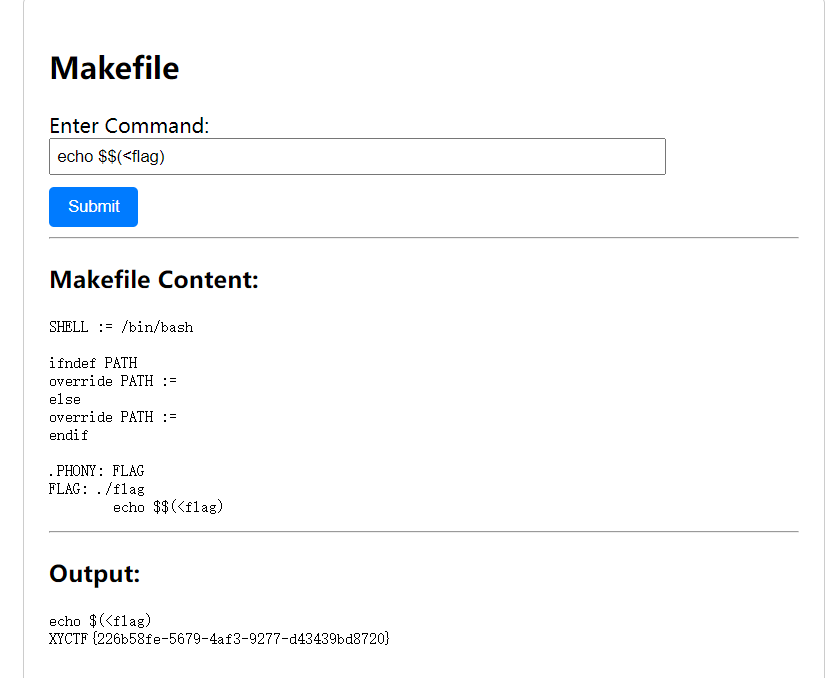 Makefile
Enter Command:
echo $$(<flag)
Submit
Makefile Content:
SHELL := /bin/bash
ifndef PATH
override PATH :=
else
override PATH :=
endif
.PHONY: FLAG
FLAG: ./flag
echo $$(<flag)
Output:
echo $(<flag)
XYCTF{226b58fe-5679-4af3-9277-d43439bd8720}